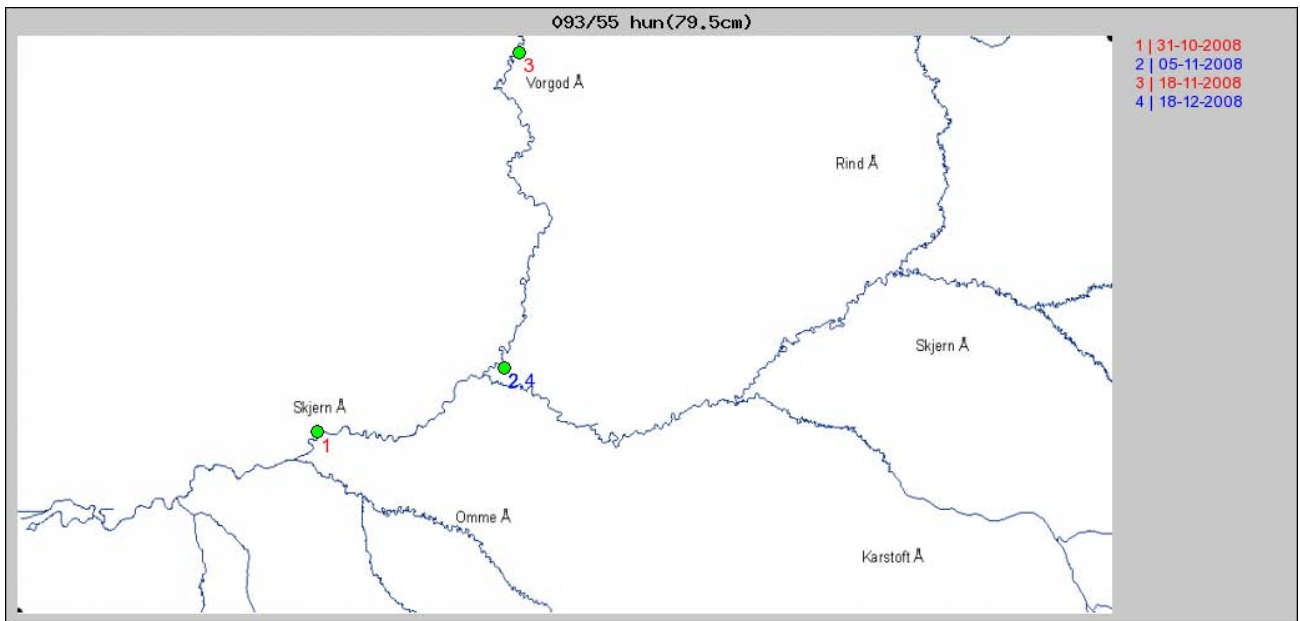 093/55 hun(79.5cm)
1 | 31-10-2008
2 | 05-11-2008
3 | 18-11-2008
4 | 18-12-2008
3
Vorgod Å
Rind Å
Skjern Å
2,4
Skjern Å
1
Omme Å
Karstoft Å